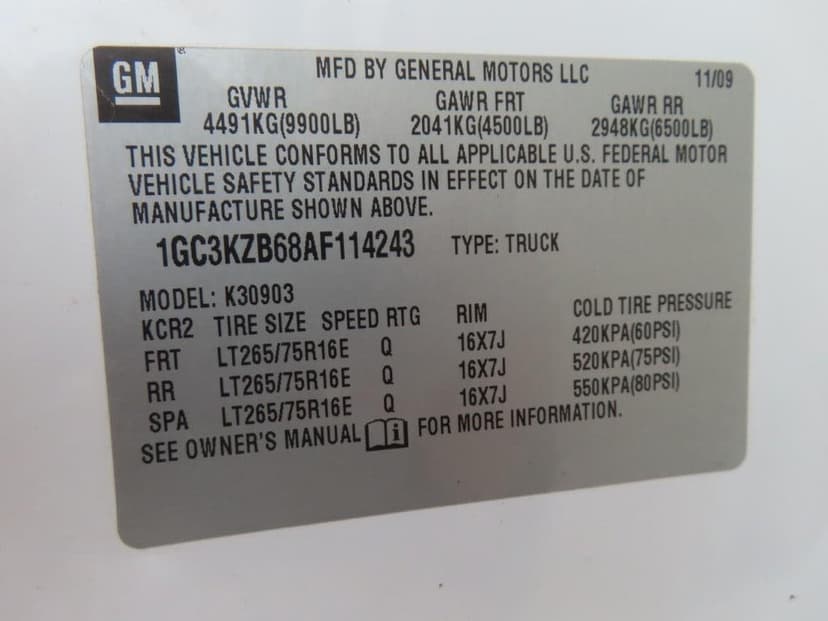 GM
MFD BY GENERAL MOTORS LLC 11/09
GVWR GAWR FRT GAWR RR
4491KG(9900LB) 2041KG(4500LB) 2948KG(6500LB)
THIS VEHICLE CONFORMS TO ALL APPLICABLE U.S. FEDERAL MOTOR
VEHICLE SAFETY STANDARDS IN EFFECT ON THE DATE OF
MANUFACTURE SHOWN ABOVE.
1GC3KZB68AF114243 TYPE: TRUCK
MODEL: K30903
KCR2 TIRE SIZE SPEED RTG RIM COLD TIRE PRESSURE
FRT LT265/75R16E Q 16X7J 420KPA(60PSI)
RR LT265/75R16E Q 16X7J 520KPA(75PSI)
SPA LT265/75R16E Q 16X7J 550KPA(80PSI)
SEE OWNER'S MANUAL i FOR MORE INFORMATION.